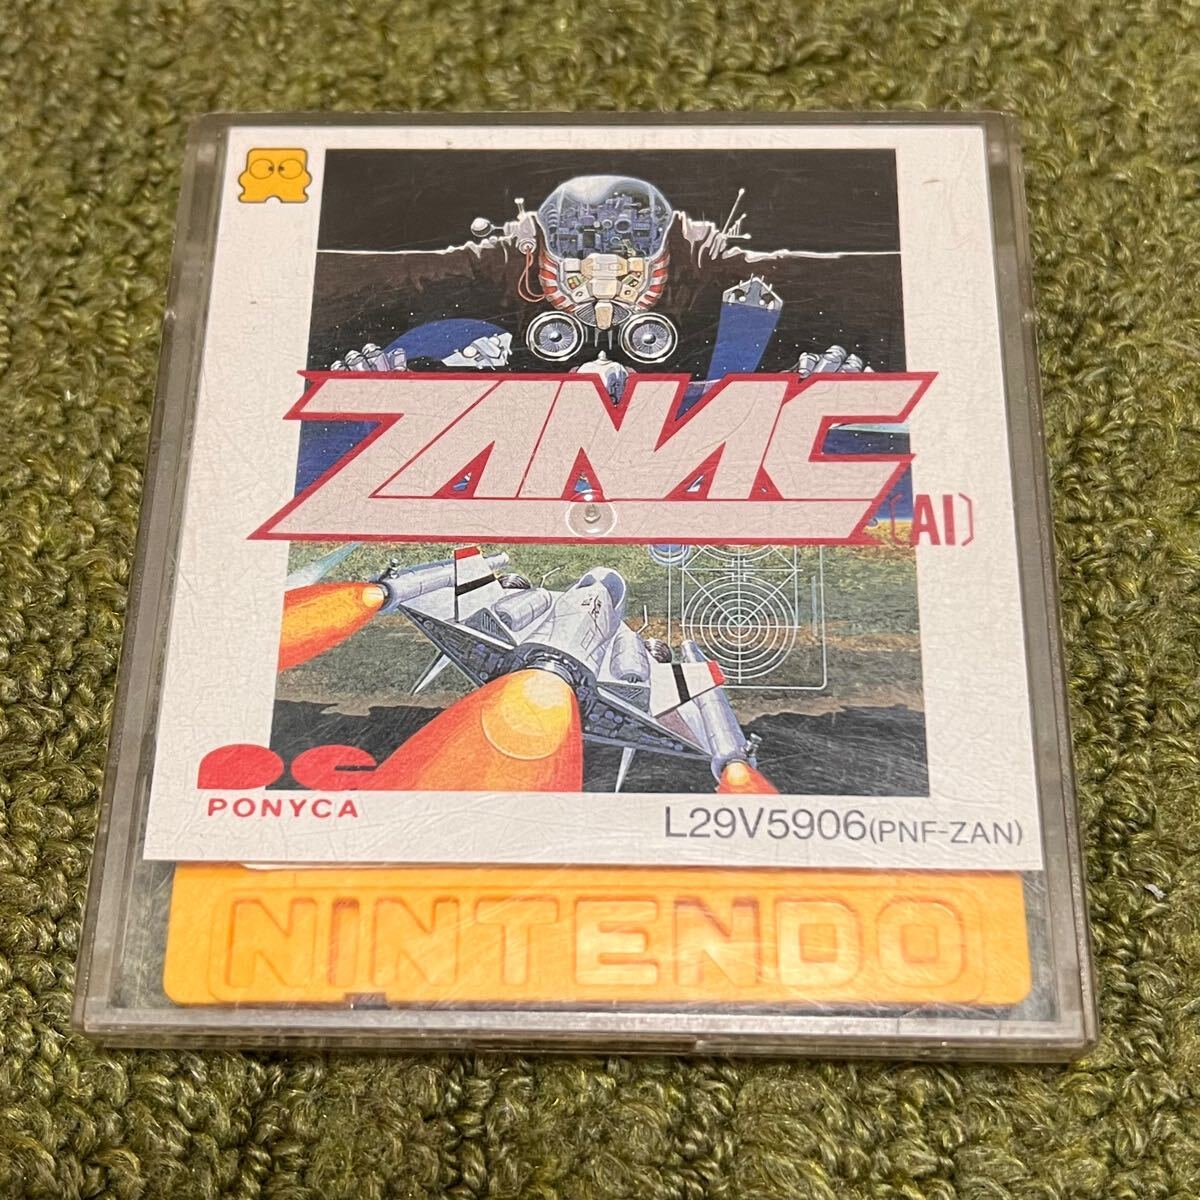 ZANAC
[AI]
PONYCA
L29V5906(PNF-ZAN)
NINTENDO